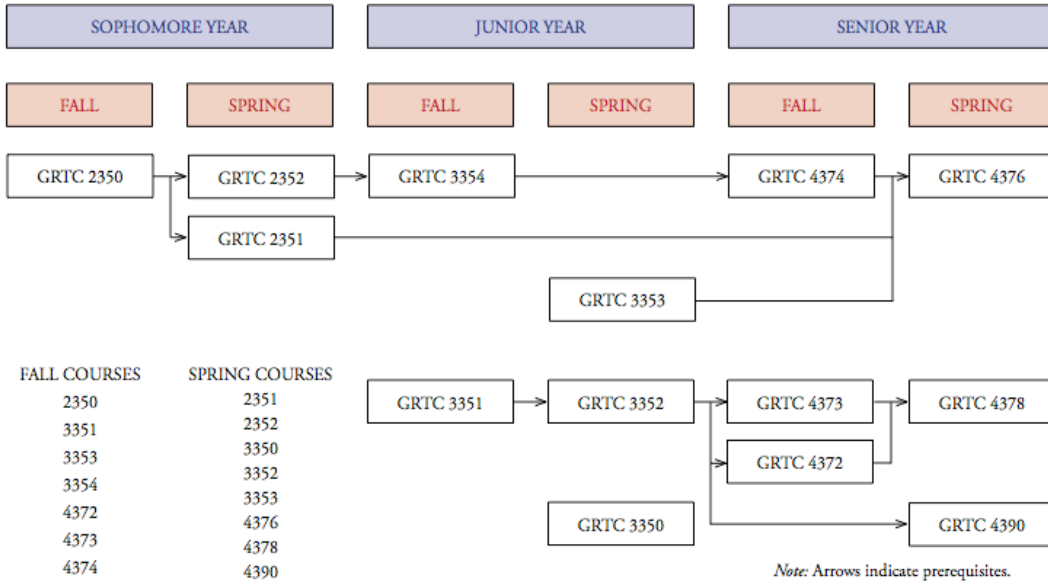 SOPHOMORE YEAR
JUNIOR YEAR
SENIOR YEAR
FALL
SPRING
FALL
SPRING
FALL
SPRING
GRTC 2350
GRTC 2352
GRTC 3354
GRTC 4374
GRTC 4376
GRTC 2351
GRTC 3353
FALL COURSES
2350
3351
3353
3354
4372
4373
4374
SPRING COURSES
2351
2352
3350
3352
3353
4376
4378
4390
GRTC 3351
GRTC 3352
GRTC 4373
GRTC 4378
GRTC 4372
GRTC 3350
GRTC 4390
Note: Arrows indicate prerequisites.